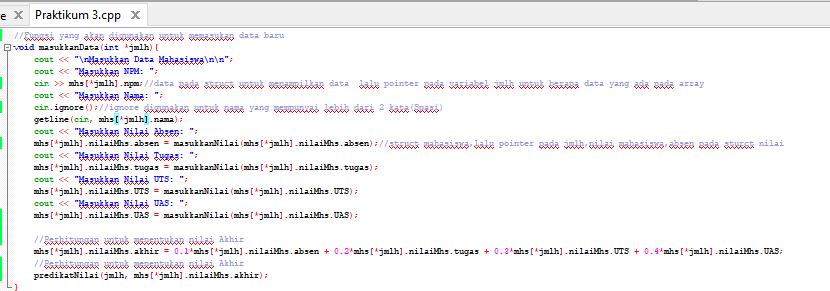 e
Praktikum 3.cpp
//Fungsi yang akan digunakan untuk memasukan data baru
void masukkanData(int *jmlh){
cout << "\nMasukkan Data Mahasiswa\n\n";
cout << "Masukkan NPM: ";
cin >> mhs[*jmlh].npm;//data pada struct untuk menampilkan data  lalu pointer pada variabel jmlh untuk berapa data yang ada pada array
cout << "Masukkan Nama: ";
cin.ignore();//ignore digunakan untuk nama yang mempunyai lebih dari 2 kata(Spasi)
getline(cin, mhs[*jmlh].nama);
cout << "Masukkan Nilai Absen: ";
mhs[*jmlh].nilaiMhs.absen = masukkanNilai(mhs[*jmlh].nilaiMhs.absen);//struct mahasiswa,lalu pointer pada jmlh,nilai mahasiswa,absen pada sturct nilai
cout << "Masukkan Nilai Tugas: ";
mhs[*jmlh].nilaiMhs.tugas = masukkanNilai(mhs[*jmlh].nilaiMhs.tugas);
cout << "Masukkan Nilai UTS: ";
mhs[*jmlh].nilaiMhs.UTS = masukkanNilai(mhs[*jmlh].nilaiMhs.UTS);
cout << "Masukkan Nilai UAS: ";
mhs[*jmlh].nilaiMhs.UAS = masukkanNilai(mhs[*jmlh].nilaiMhs.UAS);
//Perhitungan untuk menentukan nilai Akhir
mhs[*jmlh].nilaiMhs.akhir = 0.1*mhs[*jmlh].nilaiMhs.absen + 0.2*mhs[*jmlh].nilaiMhs.tugas + 0.3*mhs[*jmlh].nilaiMhs.UTS + 0.4*mhs[*jmlh].nilaiMhs.UAS;
//Perhitungan untuk menentukan nilai Akhir
predikatNilai(jmlh, mhs[*jmlh].nilaiMhs.akhir);
}